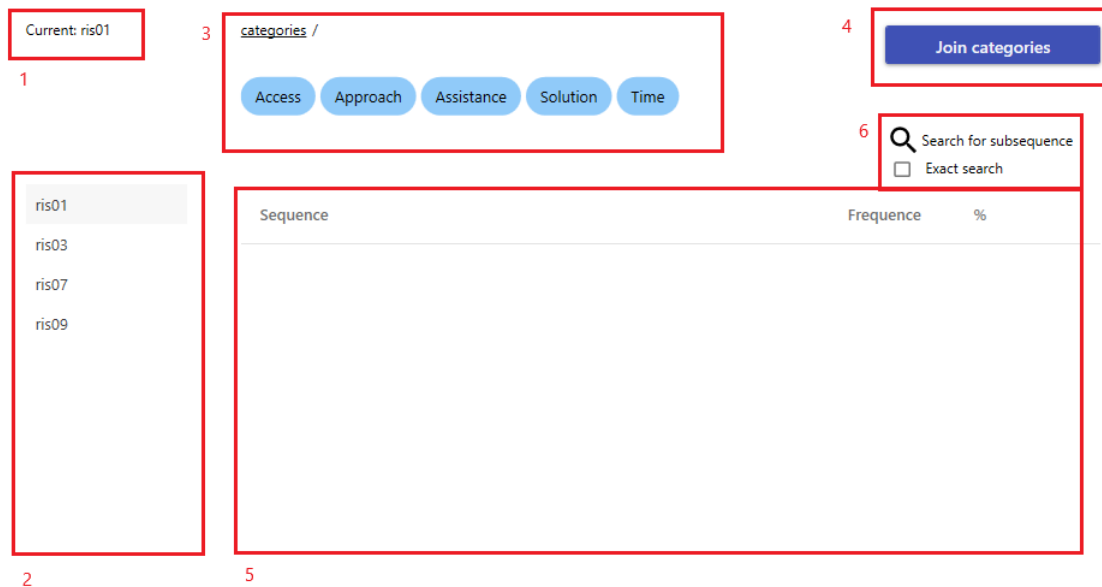 Current: ris01
1
3
categories /
Access Approach Assistance Solution Time
4
Join categories
6
Search for subsequence
Exact search
ris01
ris03
ris07
ris09
2
Sequence Frequence %
5